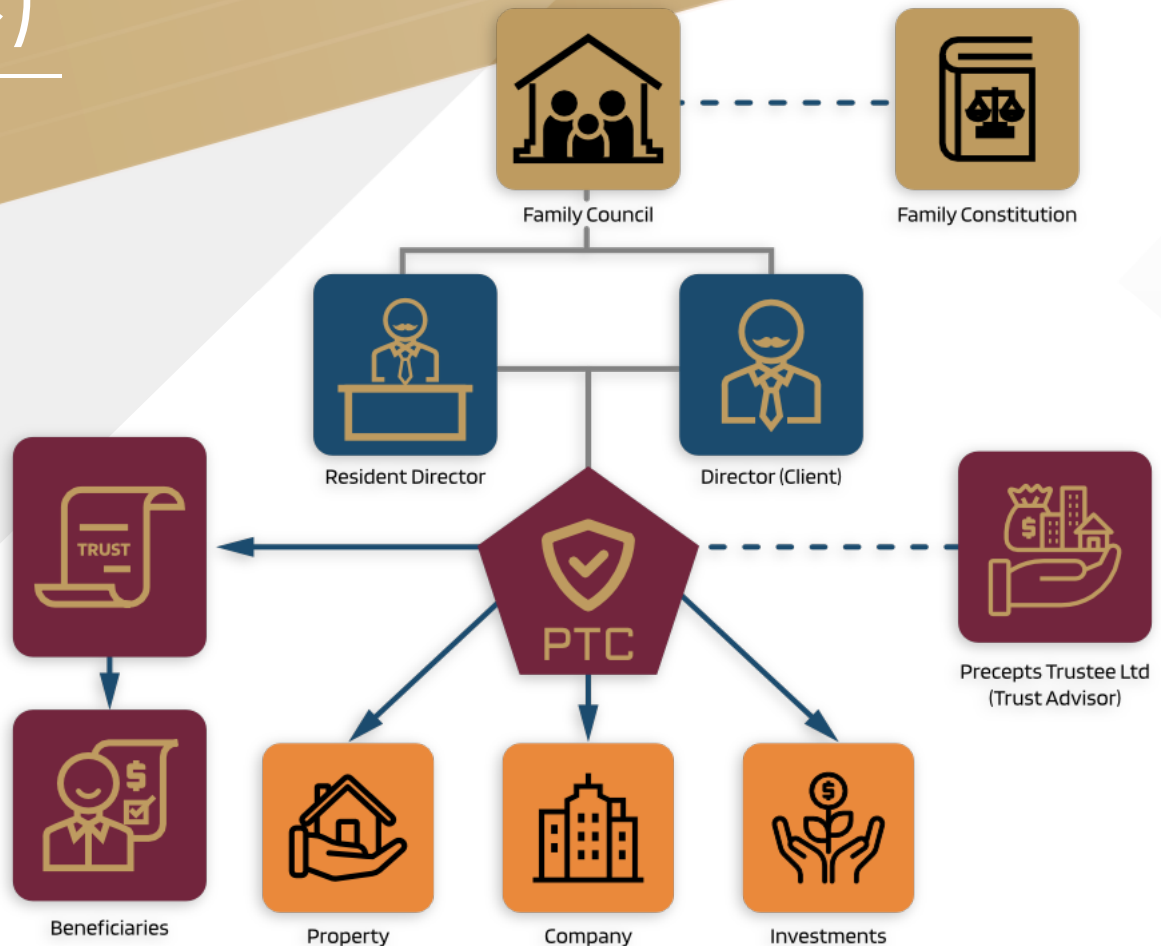 )
Family Council
Family Constitution
Resident Director
Director (Client)
TRUST
$
PTC
Precepts Trustee Ltd
(Trust Advisor)
$
$
Beneficiaries
Property
Company
Investments